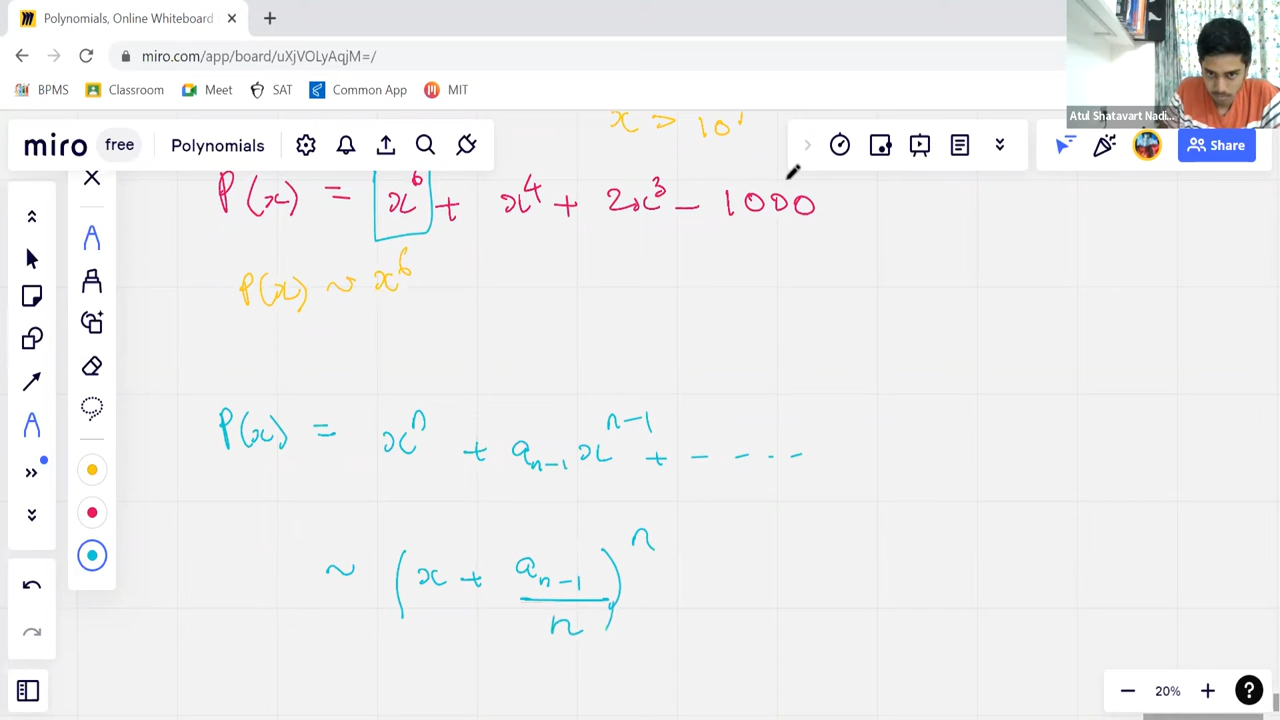 Polynomials, Online Whiteboard
miro.com/app/board/uXjVOLyAqjM=/
BPMS Classroom Meet SAT Common App MIT
Atul Shatavart Nadi...
miro free Polynomials Share
P(x) = x⁶ + x⁴ + 2x³ - 1000
P(x) ~ x⁶
P(x) = xⁿ + aₙ₋₁xⁿ⁻¹ + - - - -
~ (x + aₙ₋₁/n)ⁿ
20%